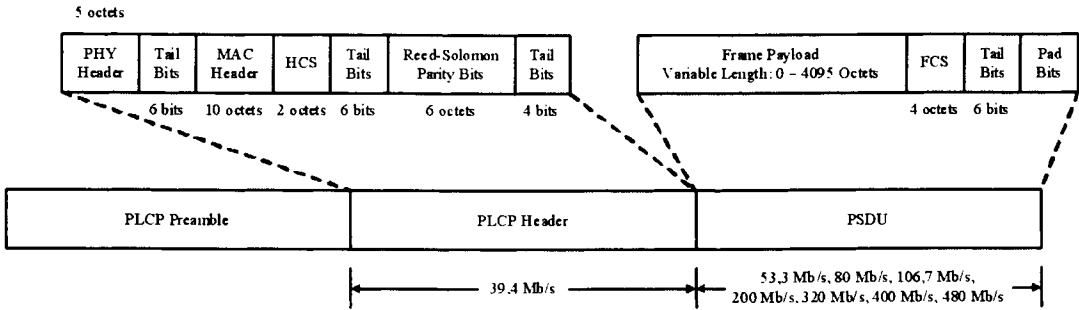 5 octets
PHY Header
Tail Bits
MAC Header
HCS
Tail Bits
Reed-Solomon Parity Bits
Tail Bits
Frame Payload
Variable Length: 0 – 4095 Octets
FCS
Tail Bits
Pad Bits
6 bits
10 octets
2 octets
6 bits
6 octets
4 bits
4 octets
6 bits
PLCP Preamble
PLCP Header
PSDU
39.4 Mb/s
53,3 Mb/s, 80 Mb/s, 106,7 Mb/s,
200 Mb/s, 320 Mb/s, 400 Mb/s, 480 Mb/s